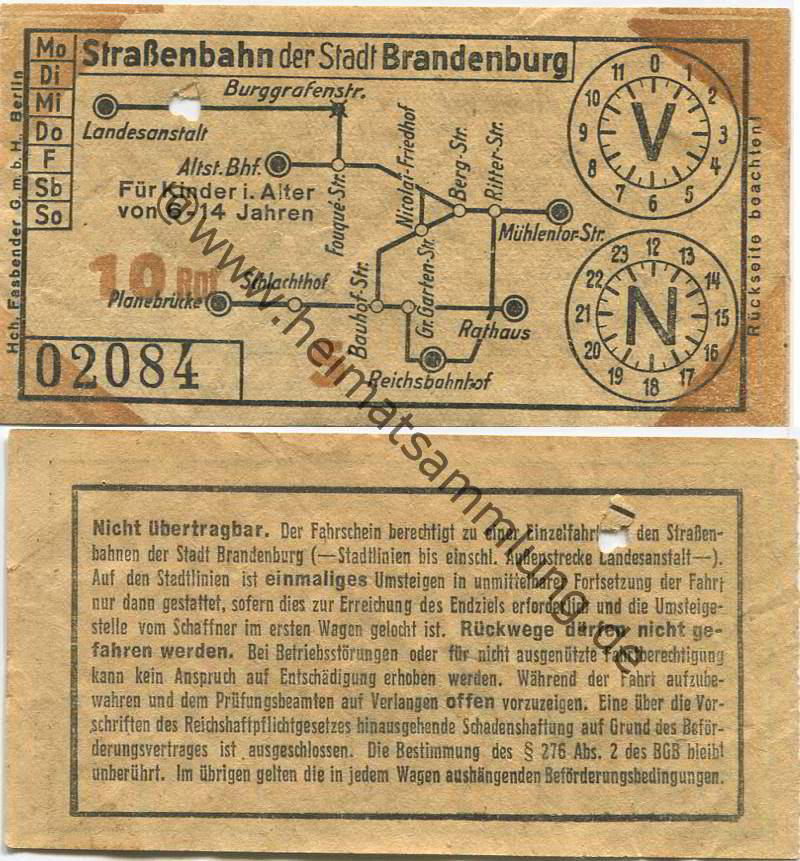 Mo
Di
Mi
Do
F
Sb
So
Straßenbahn der Stadt Brandenburg
Burggrafenstr.
Landesanstalt
Altst. Bhf.
Für Kinder i. Alter
von 6-14 Jahren
Fouqué-Str.
Nicolai-Friedhof
Berg-Str.
Ritter-Str.
Mühlentor-Str.
10 Rpf
Schlachthof
Planebrücke
Bauhof-Str.
Gr. Garten-Str.
Rathaus
Reichsbahnhof
02084
5
0 1 2 3 4 5 6 7 8 9 10 11
V
12 13 14 15 16 17 18 19 20 21 22 23
N
Hch. Fasbender G. m. b. H., Berlin
Rückseite beachten!
@www.heimatsammlung.de
Nicht übertragbar. Der Fahrschein berechtigt zu einer Einzelfahrt den Straßen-
bahnen der Stadt Brandenburg (—Stadtlinien bis einschl. Außenstrecke Landesanstalt—).
Auf den Stadtlinien ist einmaliges Umsteigen in unmittelbarer Fortsetzung der Fahrt
nur dann gestattet, sofern dies zur Erreichung des Endziels erforderlich und die Umsteige-
stelle vom Schaffner im ersten Wagen gelocht ist. Rückwege dürfen nicht ge-
fahren werden. Bei Betriebsstörungen oder für nicht ausgenützte Fahrberechtigung
kann kein Anspruch auf Entschädigung erhoben werden. Während der Fahrt aufzube-
wahren und dem Prüfungsbeamten auf Verlangen offen vorzuzeigen. Eine über die Vor-
schriften des Reichshaftpflichtgesetzes hinausgehende Schadenshaftung auf Grund des Beför-
derungsvertrages ist ausgeschlossen. Die Bestimmung des § 276 Abs. 2 des BGB bleibt
unberührt. Im übrigen gelten die in jedem Wagen aushängenden Beförderungsbedingungen.